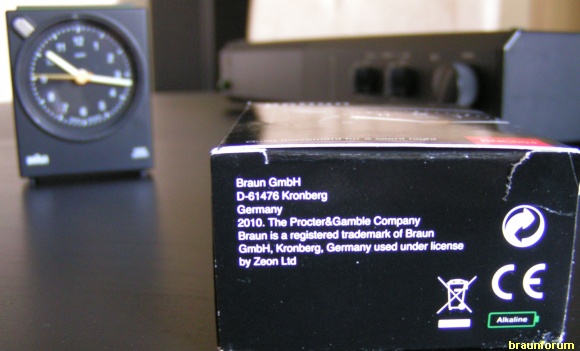 Braun GmbH
D-61476 Kronberg
Germany
2010. The Procter&Gamble Company
Braun is a registered trademark of Braun
GmbH, Kronberg, Germany used under license
by Zeon Ltd
CE
Alkaline
braunforum